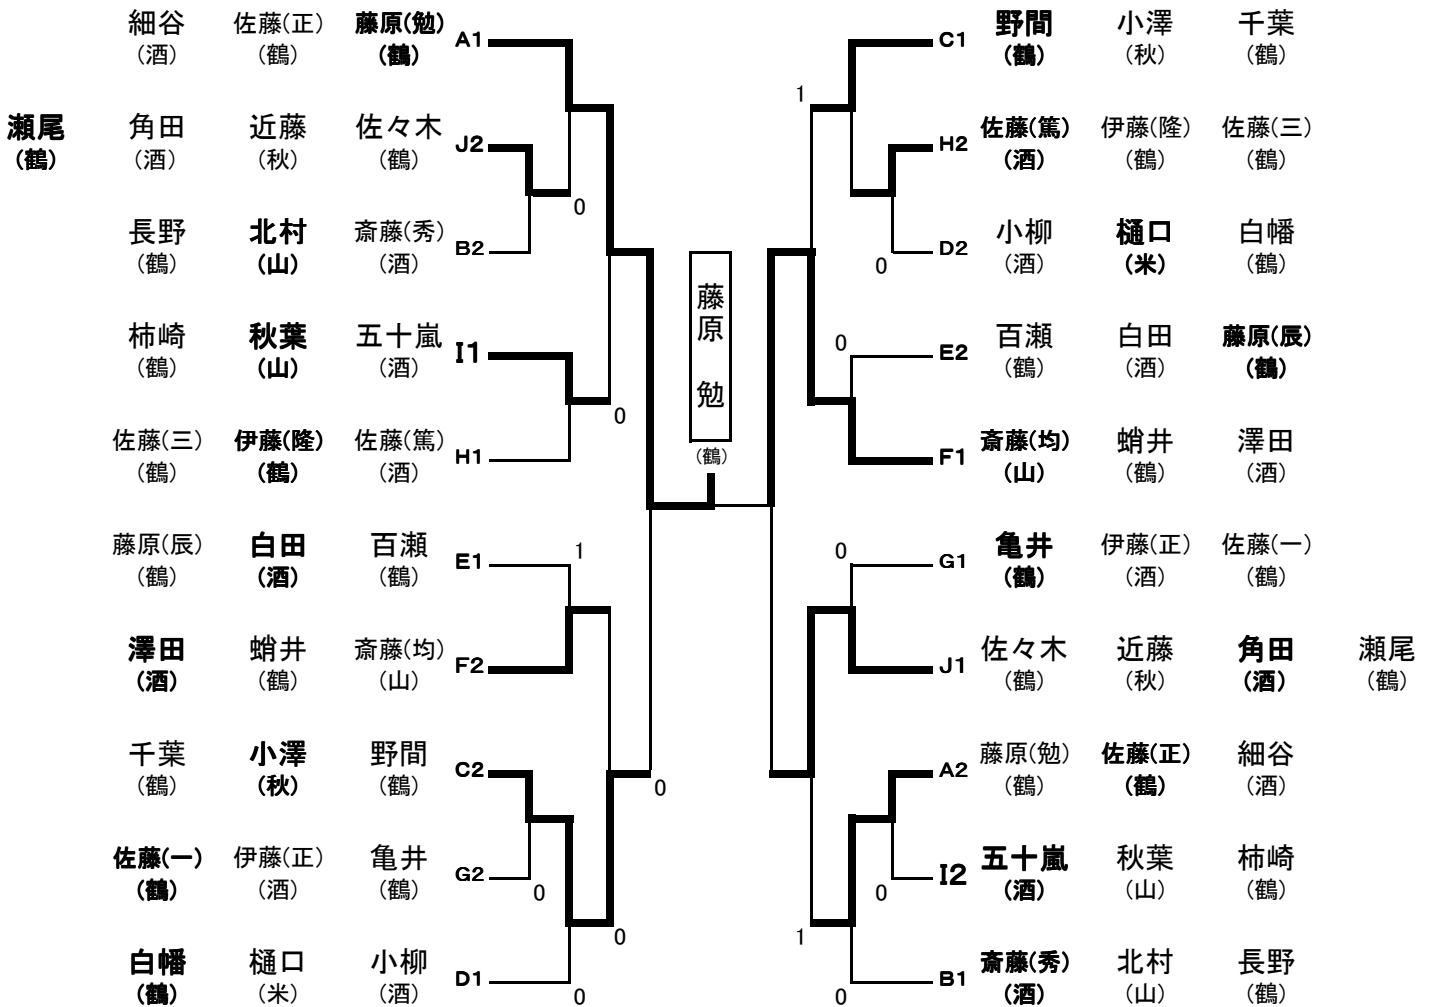 細谷 佐藤(正) 藤原(勉) A1
(酒) (鶴) (鶴)
瀬尾 角田 近藤 佐々木 J2
(鶴) (酒) (秋) (鶴)
0
長野 北村 斎藤(秀) B2
(鶴) (山) (酒)
柿崎 秋葉 五十嵐 I1
(鶴) (山) (酒)
0
佐藤(三) 伊藤(隆) 佐藤(篤) H1
(鶴) (鶴) (酒)
藤原(辰) 白田 百瀬 E1 1
(鶴) (酒) (鶴)
澤田 蛸井 斎藤(均) F2
(酒) (鶴) (山)
千葉 小澤 野間 C2
(鶴) (秋) (鶴)
0
佐藤(一) 伊藤(正) 亀井 G2
(鶴) (酒) (鶴)
0
0
白幡 樋口 小柳 D1
(鶴) (米) (酒)
0
藤原 勉
(鶴)
C1 野間 小澤 千葉
(鶴) (秋) (鶴)
1
H2 佐藤(篤) 伊藤(隆) 佐藤(三)
(酒) (鶴) (鶴)
D2 小柳 樋口 白幡
(酒) (米) (鶴)
0
0 E2 百瀬 白田 藤原(辰)
(鶴) (酒) (鶴)
F1 斎藤(均) 蛸井 澤田
(山) (鶴) (酒)
0 G1 亀井 伊藤(正) 佐藤(一)
(鶴) (酒) (鶴)
J1 佐々木 近藤 角田 瀬尾
(鶴) (秋) (酒) (鶴)
A2 藤原(勉) 佐藤(正) 細谷
(鶴) (鶴) (酒)
I2 五十嵐 秋葉 柿崎
(酒) (山) (鶴)
0
1
B1 斎藤(秀) 北村 長野
(酒) (山) (鶴)
0